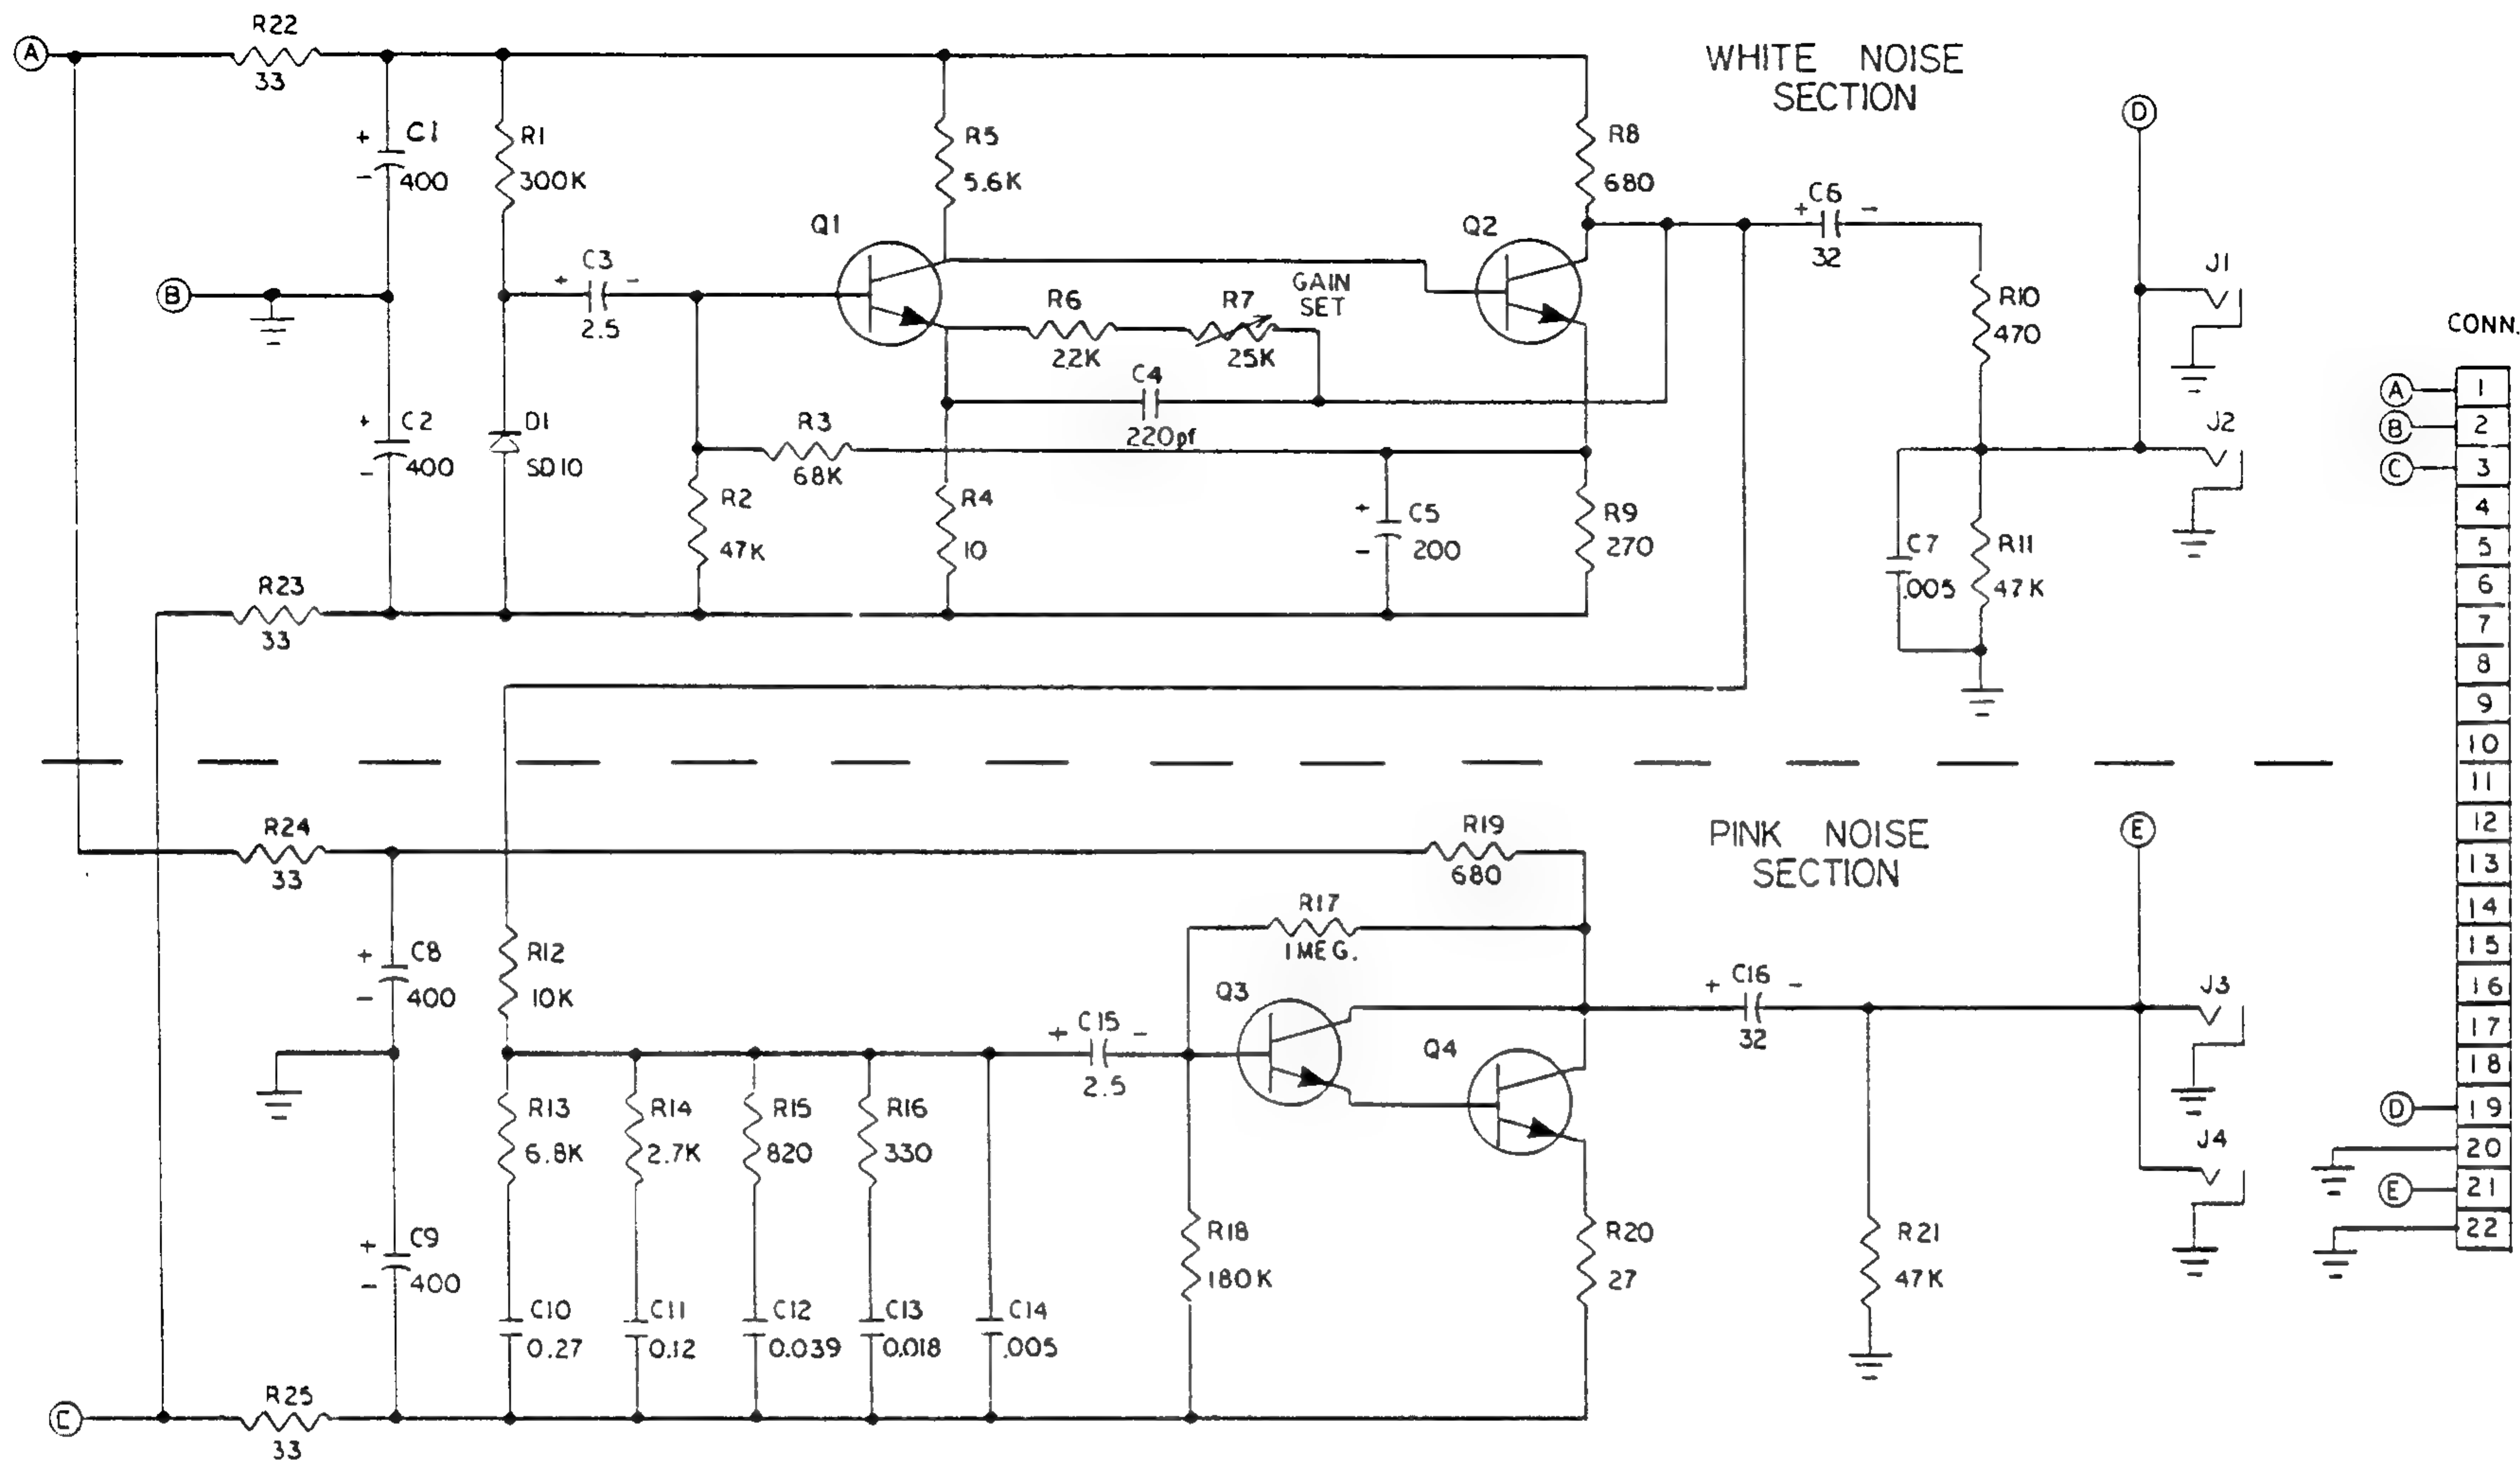 A
R22
33
WHITE NOISE
SECTION
+ C1
- 400
R1
300K
R5
5.6K
R8
680
D
Q1
Q2
+ C6 -
32
J1
B
+ C3 -
2.5
R6
22K
R7
25K
GAIN
SET
R10
470
CONN.
C4
220pf
A 1
B 2
C 3
4
5
6
7
8
9
10
11
12
13
14
15
16
17
18
D 19
20
E 21
22
+ C2
- 400
D1
SD10
R3
68K
J2
R2
47K
R4
10
+ C5
- 200
R9
270
C7
.005
R11
47K
R23
33
R24
33
R19
680
PINK NOISE
SECTION
E
R17
1MEG.
+ C8
- 400
R12
10K
Q3
+ C16 -
32
J3
+ C15 -
2.5
Q4
R13
6.8K
R14
2.7K
R15
820
R16
330
J4
+ C9
- 400
R18
180K
R20
27
R21
47K
C10
0.27
C11
0.12
C12
0.039
C13
0.018
C14
.005
C
R25
33